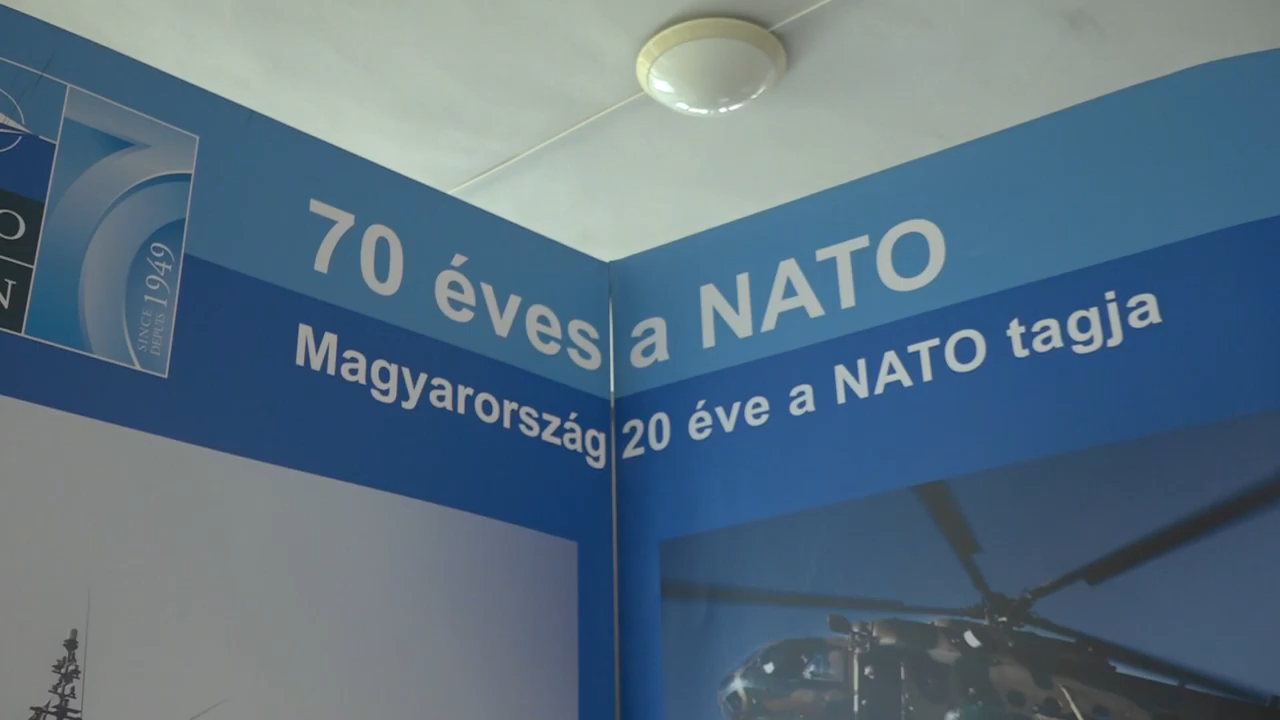 70 éves a NATO
Magyarország 20 éve a NATO tagja
SINCE 1949
DEPUIS